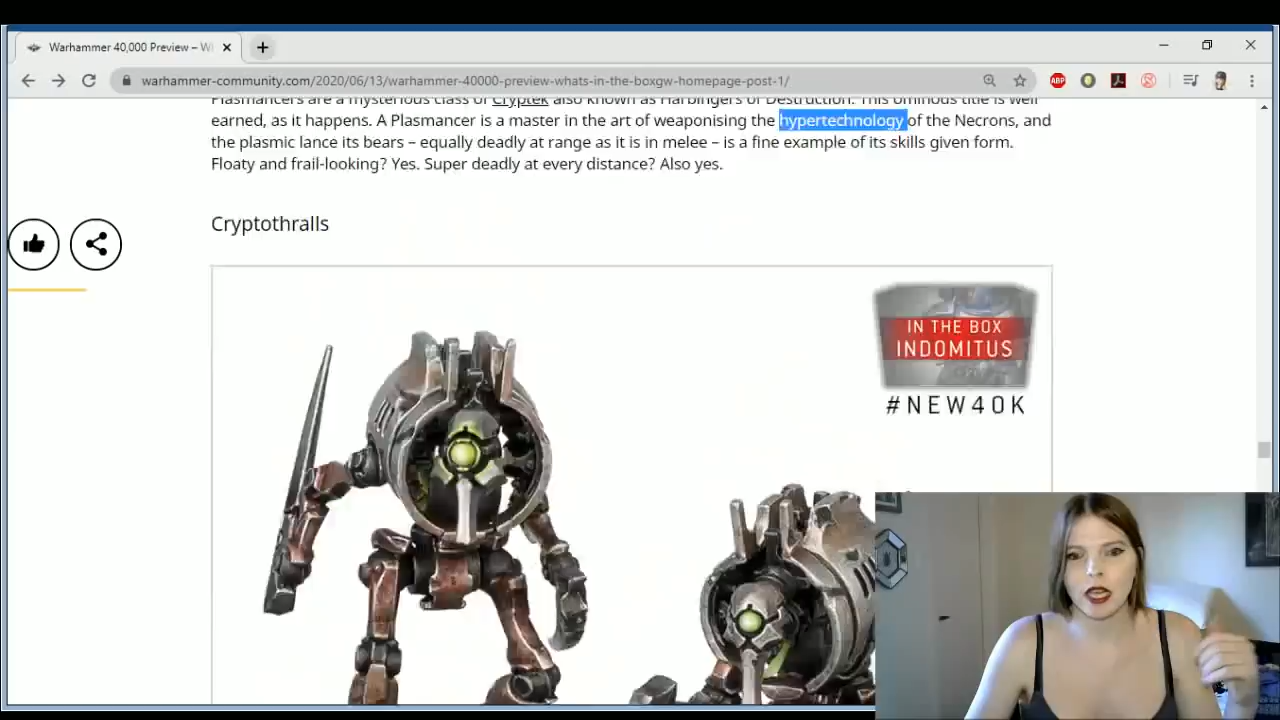 Warhammer 40,000 Preview – W
warhammer-community.com/2020/06/13/warhammer-40000-preview-whats-in-the-boxgw-homepage-post-1/
ABP
Plasmancers are a mysterious class of Cryptek also known as Harbingers of Destruction. This ominous title is well
earned, as it happens. A Plasmancer is a master in the art of weaponising the hypertechnology of the Necrons, and
the plasmic lance its bears – equally deadly at range as it is in melee – is a fine example of its skills given form.
Floaty and frail-looking? Yes. Super deadly at every distance? Also yes.
Cryptothralls
IN THE BOX
INDOMITUS
#NEW40K